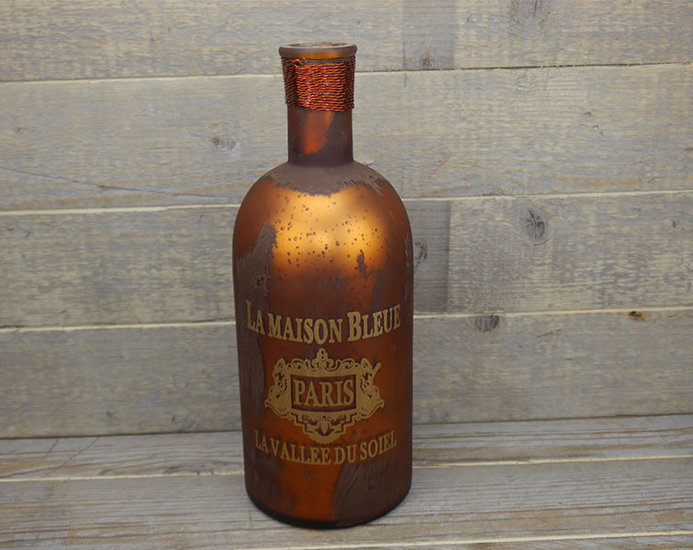 LA MAISON BLEUE
PARIS
LA VALLEE DU SOIEL